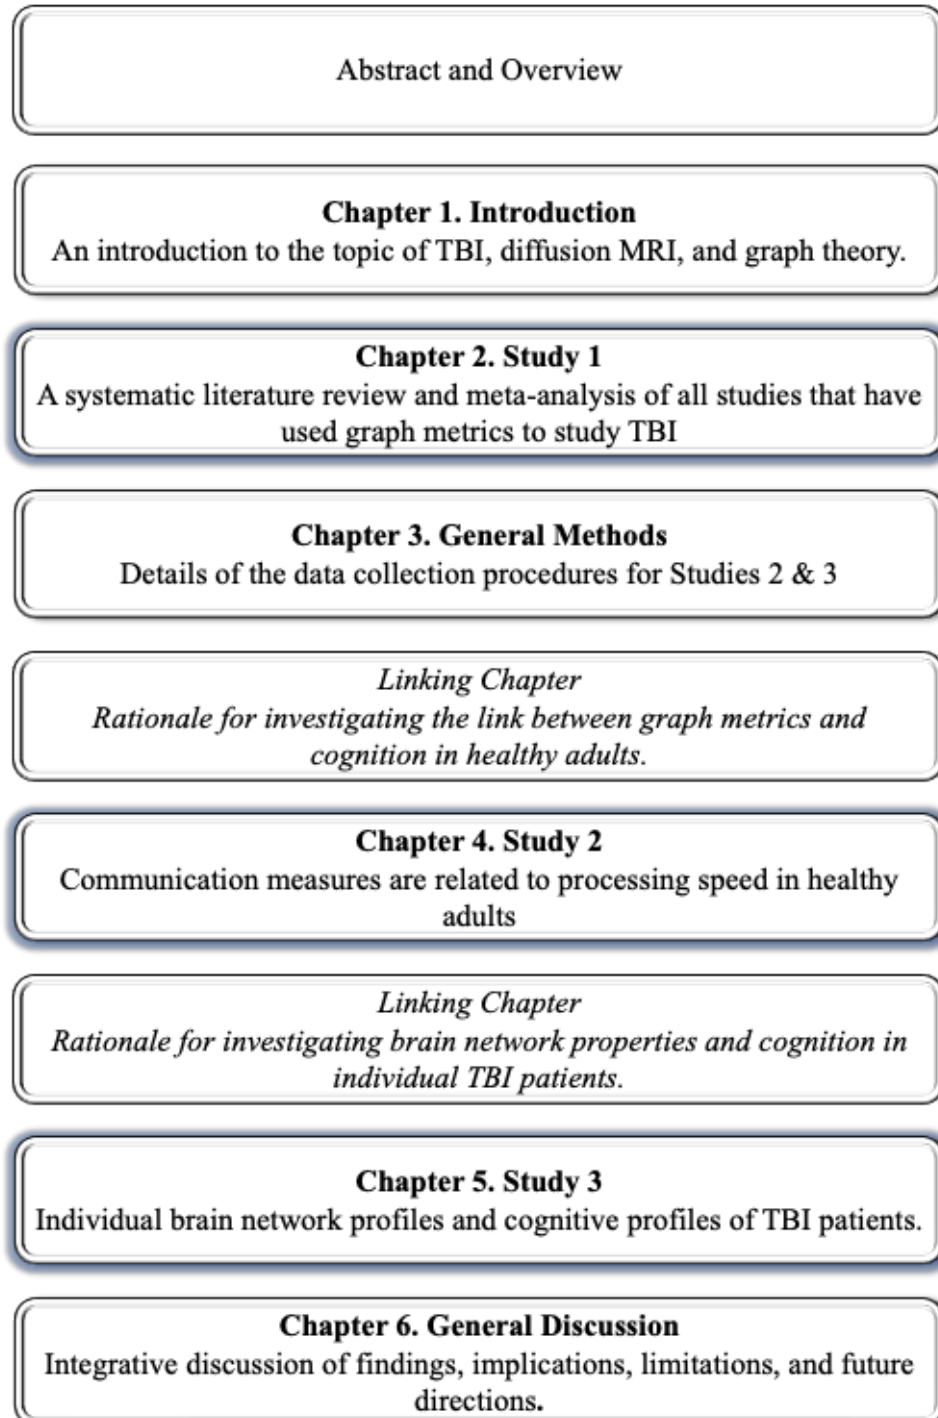 Abstract and Overview
Chapter 1. Introduction
An introduction to the topic of TBI, diffusion MRI, and graph theory.
Chapter 2. Study 1
A systematic literature review and meta-analysis of all studies that have
used graph metrics to study TBI
Chapter 3. General Methods
Details of the data collection procedures for Studies 2 & 3
Linking Chapter
Rationale for investigating the link between graph metrics and
cognition in healthy adults.
Chapter 4. Study 2
Communication measures are related to processing speed in healthy
adults
Linking Chapter
Rationale for investigating brain network properties and cognition in
individual TBI patients.
Chapter 5. Study 3
Individual brain network profiles and cognitive profiles of TBI patients.
Chapter 6. General Discussion
Integrative discussion of findings, implications, limitations, and future
directions.